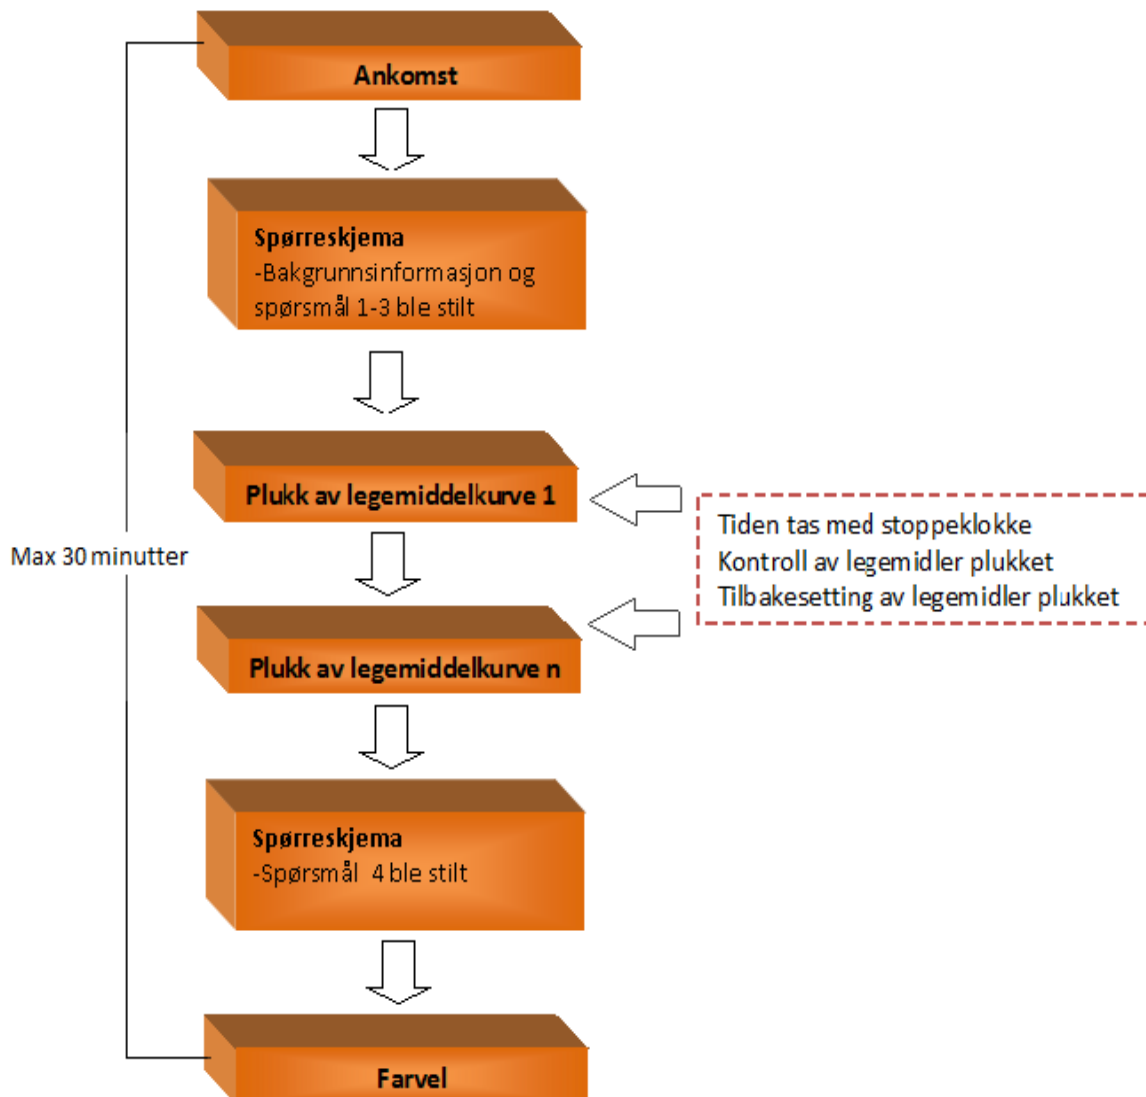 Ankomst
Spørreskjema
-Bakgrunnsinformasjon og
spørsmål 1-3 ble stilt
Plukk av legemiddelkurve 1
Tiden tas med stoppeklokke
Kontroll av legemidler plukket
Tilbakesetting av legemidler plukket
Max 30 minutter
Plukk av legemiddelkurve n
Spørreskjema
-Spørsmål 4 ble stilt
Farvel